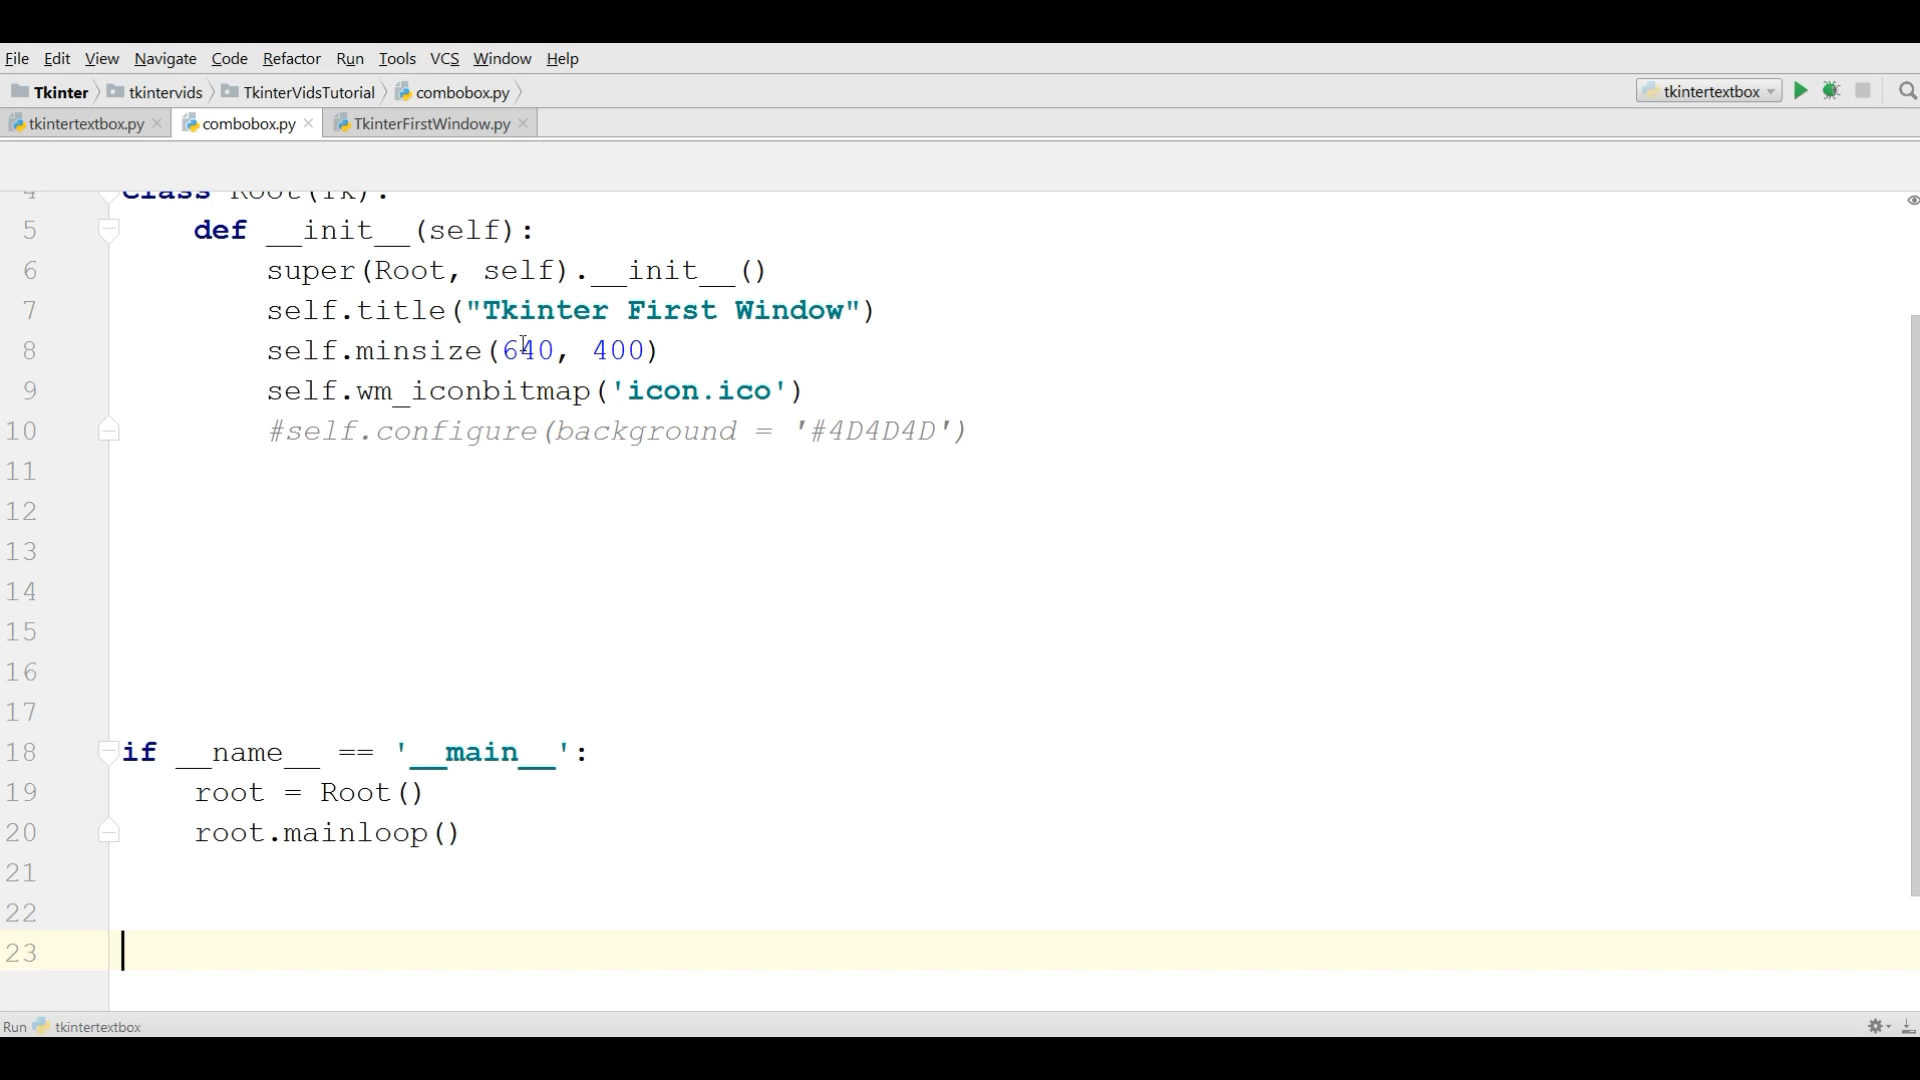 File Edit View Navigate Code Refactor Run Tools VCS Window Help
Tkinter tkintervids TkinterVidsTutorial combobox.py tkintertextbox
tkintertextbox.py combobox.py TkinterFirstWindow.py
4 class Root(Tk):
5 def __init__(self):
6 super(Root, self).__init__()
7 self.title("Tkinter First Window")
8 self.minsize(640, 400)
9 self.wm_iconbitmap('icon.ico')
10 #self.configure(background = '#4D4D4D')
11
12
13
14
15
16
17
18 if __name__ == '__main__':
19 root = Root()
20 root.mainloop()
21
22
23
Run tkintertextbox